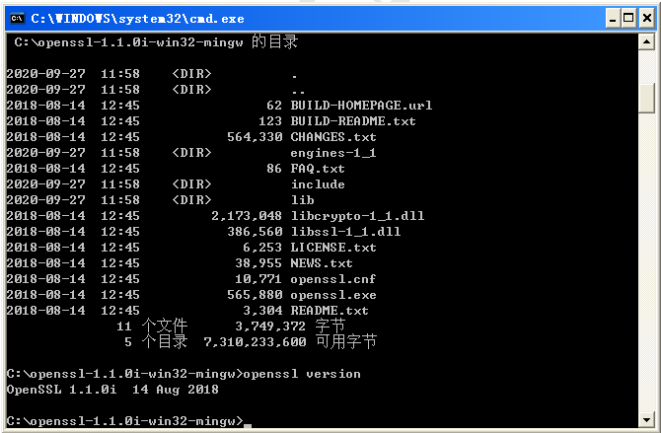 C:\WINDOWS\system32\cmd.exe
C:\openssl-1.1.0i-win32-mingw 的目录
2020-09-27  11:58    <DIR>          .
2020-09-27  11:58    <DIR>          ..
2018-08-14  12:45                62 BUILD-HOMEPAGE.url
2018-08-14  12:45               123 BUILD-README.txt
2018-08-14  12:45           564,330 CHANGES.txt
2020-09-27  11:58    <DIR>          engines-1_1
2018-08-14  12:45                86 FAQ.txt
2020-09-27  11:58    <DIR>          include
2020-09-27  11:58    <DIR>          lib
2018-08-14  12:45         2,173,048 libcrypto-1_1.dll
2018-08-14  12:45           386,560 libssl-1_1.dll
2018-08-14  12:45             6,253 LICENSE.txt
2018-08-14  12:45            38,955 NEWS.txt
2018-08-14  12:45            10,771 openssl.cnf
2018-08-14  12:45           565,880 openssl.exe
2018-08-14  12:45             3,304 README.txt
11 个文件      3,749,372 字节
5 个目录  7,310,233,600 可用字节
C:\openssl-1.1.0i-win32-mingw>openssl version
OpenSSL 1.1.0i  14 Aug 2018
C:\openssl-1.1.0i-win32-mingw>_